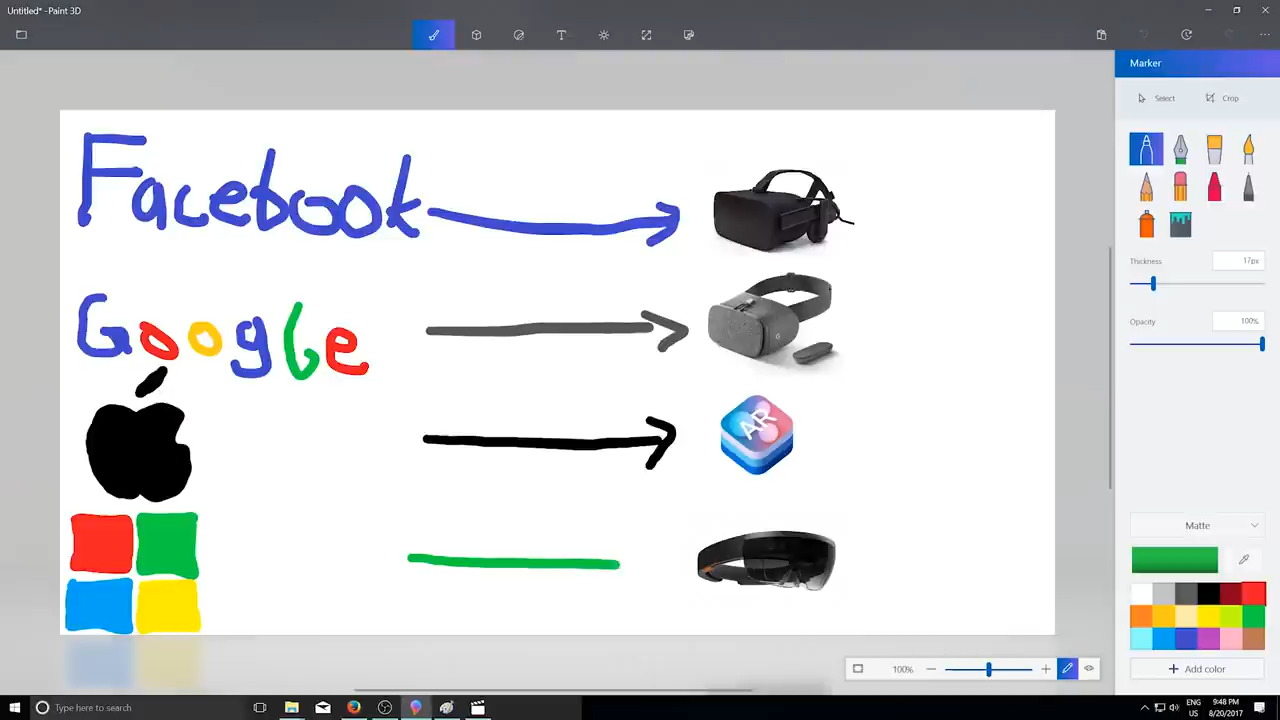 Untitled* -Paint 3D
Marker
Select Crop
Facebook
Thickness 17px
Google
Opacity 100%
AR
Matte
100%
Add color
Type here to search
ENG 9:48 PM
US 8/20/2017